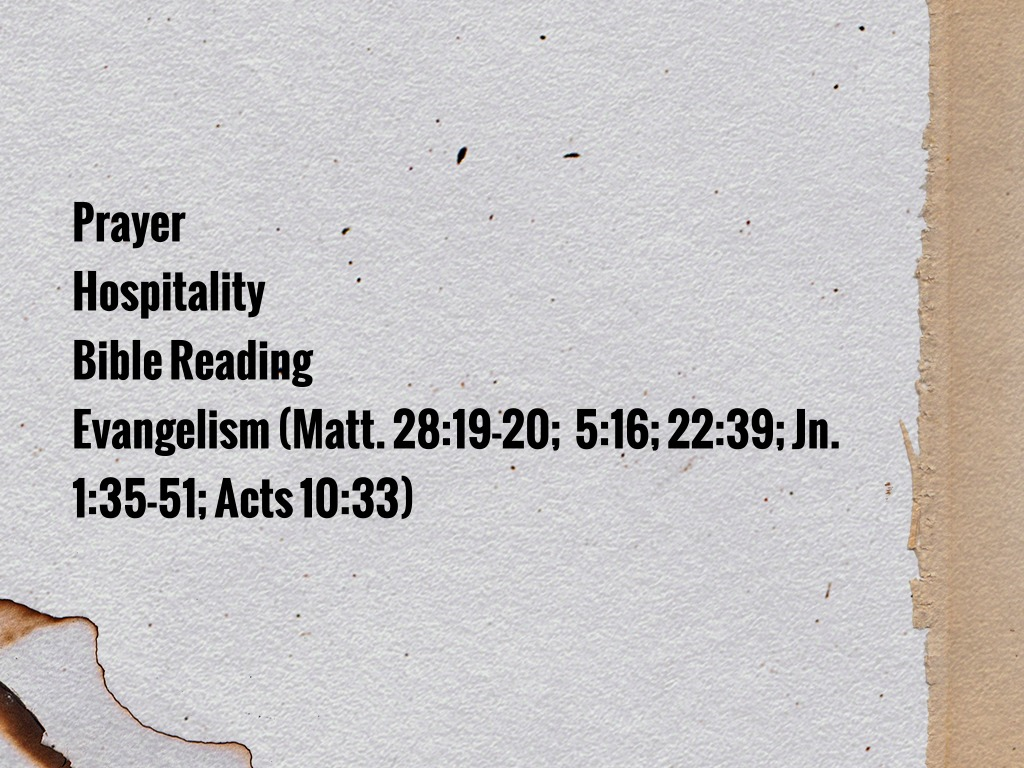 Prayer
Hospitality
Bible Reading
Evangelism (Matt. 28:19-20;  5:16; 22:39; Jn.
1:35-51; Acts 10:33)